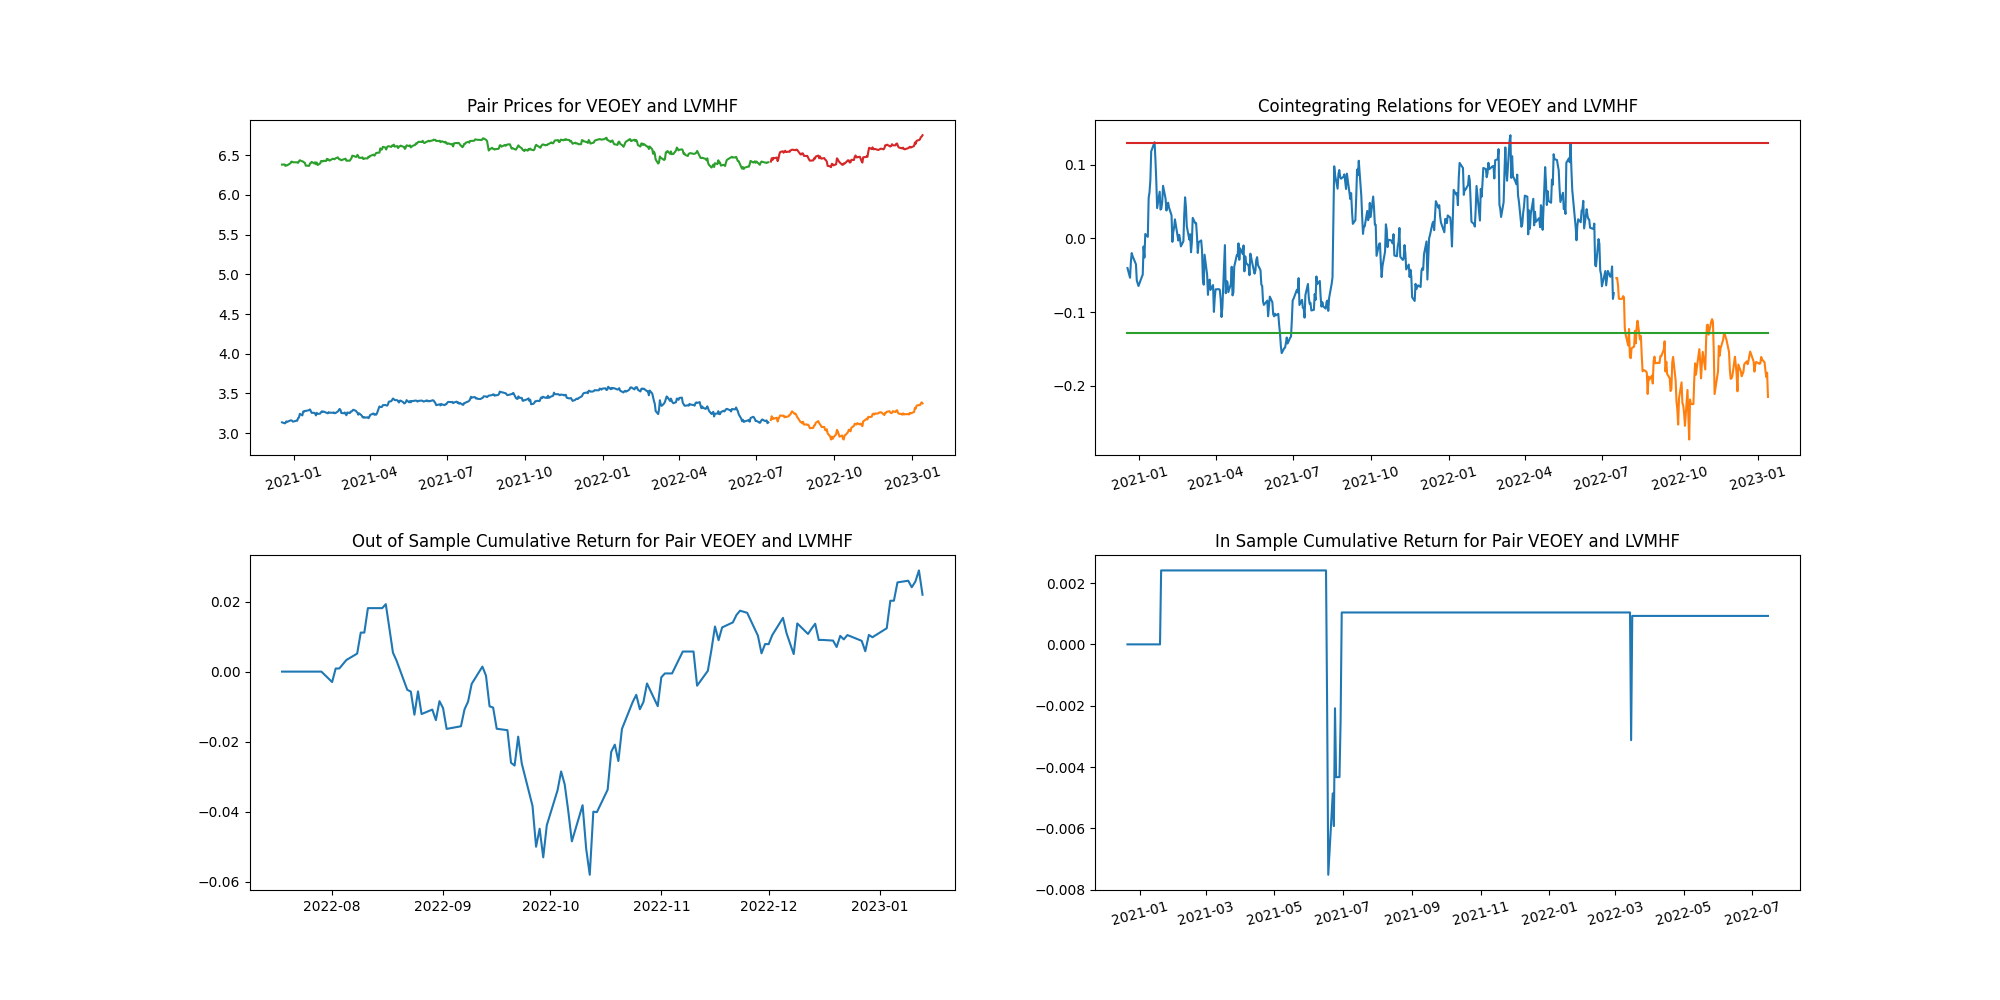 Pair Prices for VEOEY and LVMHF
6.5
6.0
5.5
5.0
4.5
4.0
3.5
3.0
2021-01 2021-04 2021-07 2021-10 2022-01 2022-04 2022-07 2022-10 2023-01
Cointegrating Relations for VEOEY and LVMHF
0.1
0.0
−0.1
−0.2
2021-01 2021-04 2021-07 2021-10 2022-01 2022-04 2022-07 2022-10 2023-01
Out of Sample Cumulative Return for Pair VEOEY and LVMHF
0.02
0.00
−0.02
−0.04
−0.06
2022-08 2022-09 2022-10 2022-11 2022-12 2023-01
In Sample Cumulative Return for Pair VEOEY and LVMHF
0.002
0.000
−0.002
−0.004
−0.006
−0.008
2021-01 2021-03 2021-05 2021-07 2021-09 2021-11 2022-01 2022-03 2022-05 2022-07